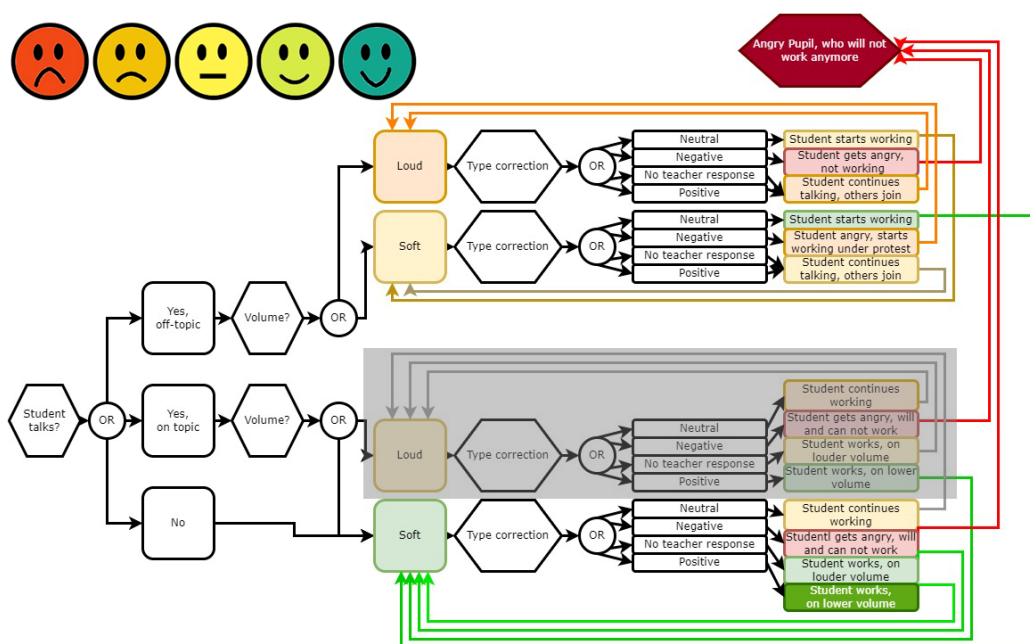 Angry Pupil, who will not
work anymore
Loud
Type correction
OR
Neutral
Negative
No teacher response
Positive
Student starts working
Student gets angry,
not working
Student continues
talking, others join
Soft
Type correction
OR
Neutral
Negative
No teacher response
Positive
Student starts working
Student angry, starts
working under protest
Student continues
talking, others join
Yes,
off-topic
Volume?
OR
Student
talks?
OR
Yes,
on topic
Volume?
OR
Loud
Type correction
OR
Neutral
Negative
No teacher response
Positive
Student continues
working
Student gets angry, will
and can not work
Student works, on
louder volume
Student works, on lower
volume
No
Soft
Type correction
OR
Neutral
Negative
No teacher response
Positive
Student continues
working
Studentl gets angry, will
and can not work
Student works, on
louder volume
Student works,
on lower volume